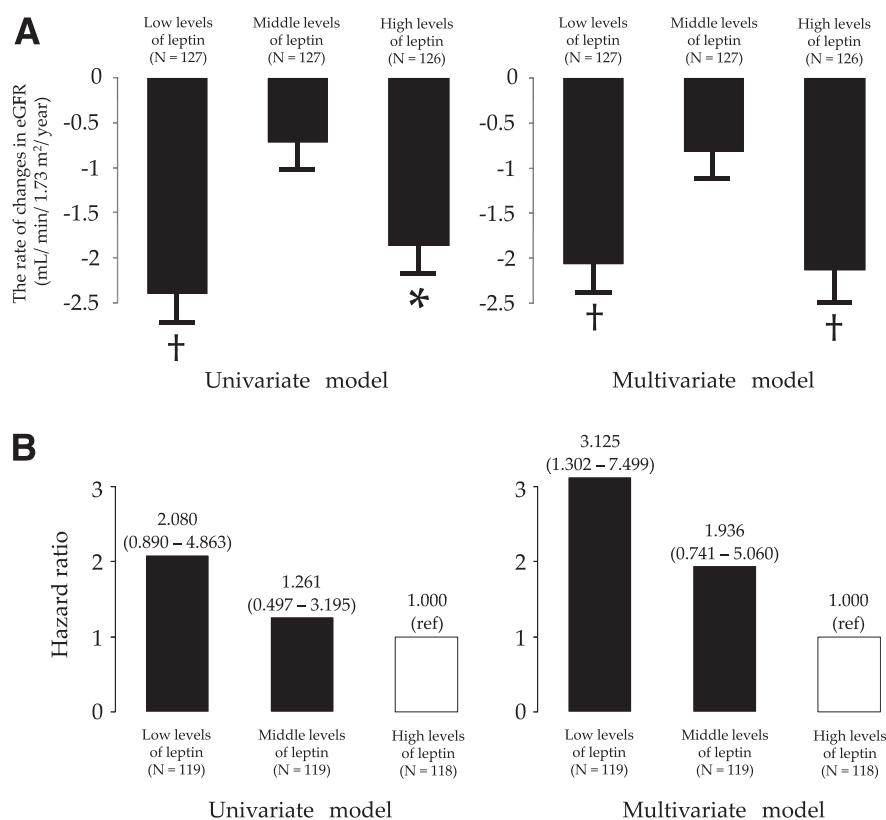 A
Low levels
of leptin
(N = 127)
Middle levels
of leptin
(N = 127)
High levels
of leptin
(N = 126)
The rate of changes in eGFR
(mL/ min/ 1.73 m²/ year)
0
-0.5
-1
-1.5
-2
-2.5
†
*
Univariate model
Low levels
of leptin
(N = 127)
Middle levels
of leptin
(N = 127)
High levels
of leptin
(N = 126)
0
-0.5
-1
-1.5
-2
-2.5
†
†
Multivariate model
B
Hazard ratio
3
2
1
0
2.080
(0.890 – 4.863)
1.261
(0.497 – 3.195)
1.000
(ref)
Low levels
of leptin
(N = 119)
Middle levels
of leptin
(N = 119)
High levels
of leptin
(N = 118)
Univariate model
3
2
1
0
3.125
(1.302 – 7.499)
1.936
(0.741 – 5.060)
1.000
(ref)
Low levels
of leptin
(N = 119)
Middle levels
of leptin
(N = 119)
High levels
of leptin
(N = 118)
Multivariate model